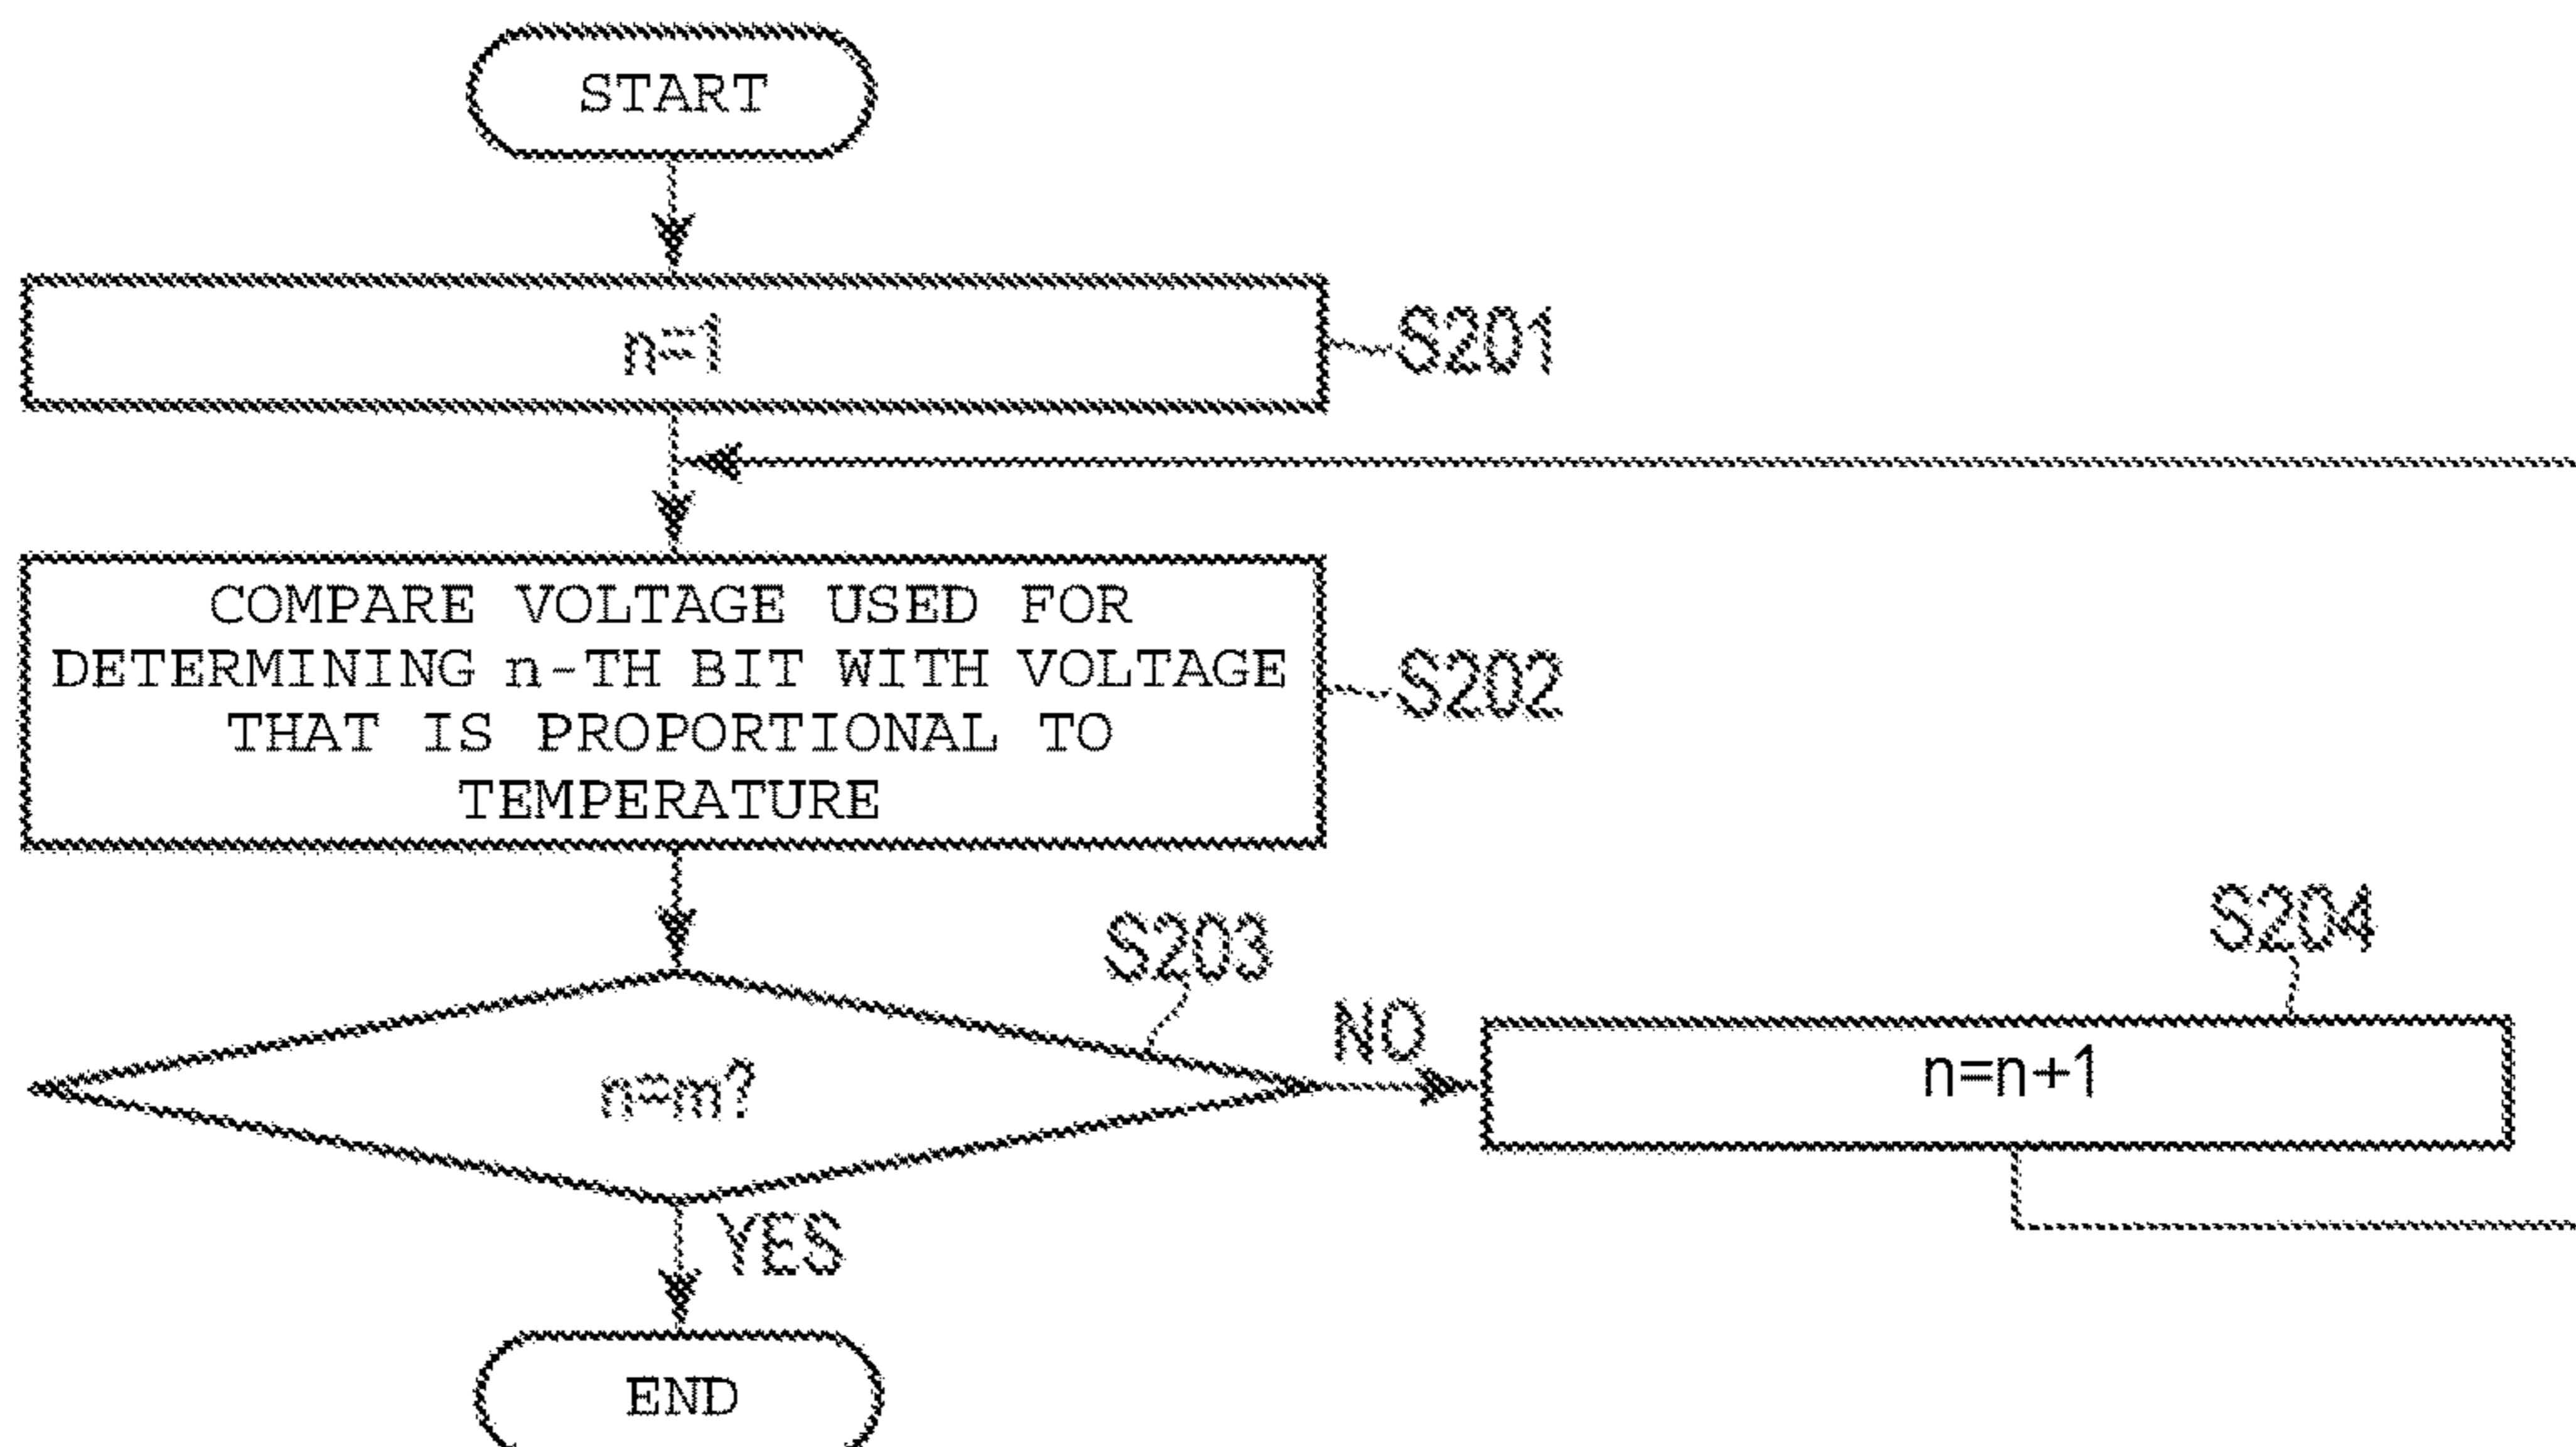 START
n=1
S201
COMPARE VOLTAGE USED FOR
DETERMINING n-TH BIT WITH VOLTAGE
THAT IS PROPORTIONAL TO
TEMPERATURE
S202
S203
n=m?
NO
S204
n=n+1
YES
END